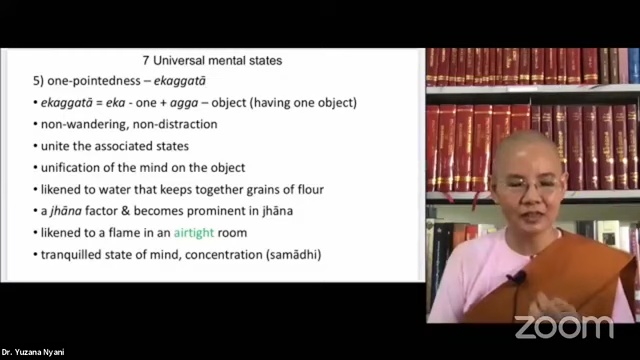 7 Universal mental states
5) one-pointedness – ekaggatā
• ekaggatā = eka - one + agga – object (having one object)
• non-wandering, non-distraction
• unite the associated states
• unification of the mind on the object
• likened to water that keeps together grains of flour
• a jhāna factor & becomes prominent in jhāna
• likened to a flame in an airtight room
• tranquilled state of mind, concentration (samādhi)
zoom
Dr. Yuzana Nyani